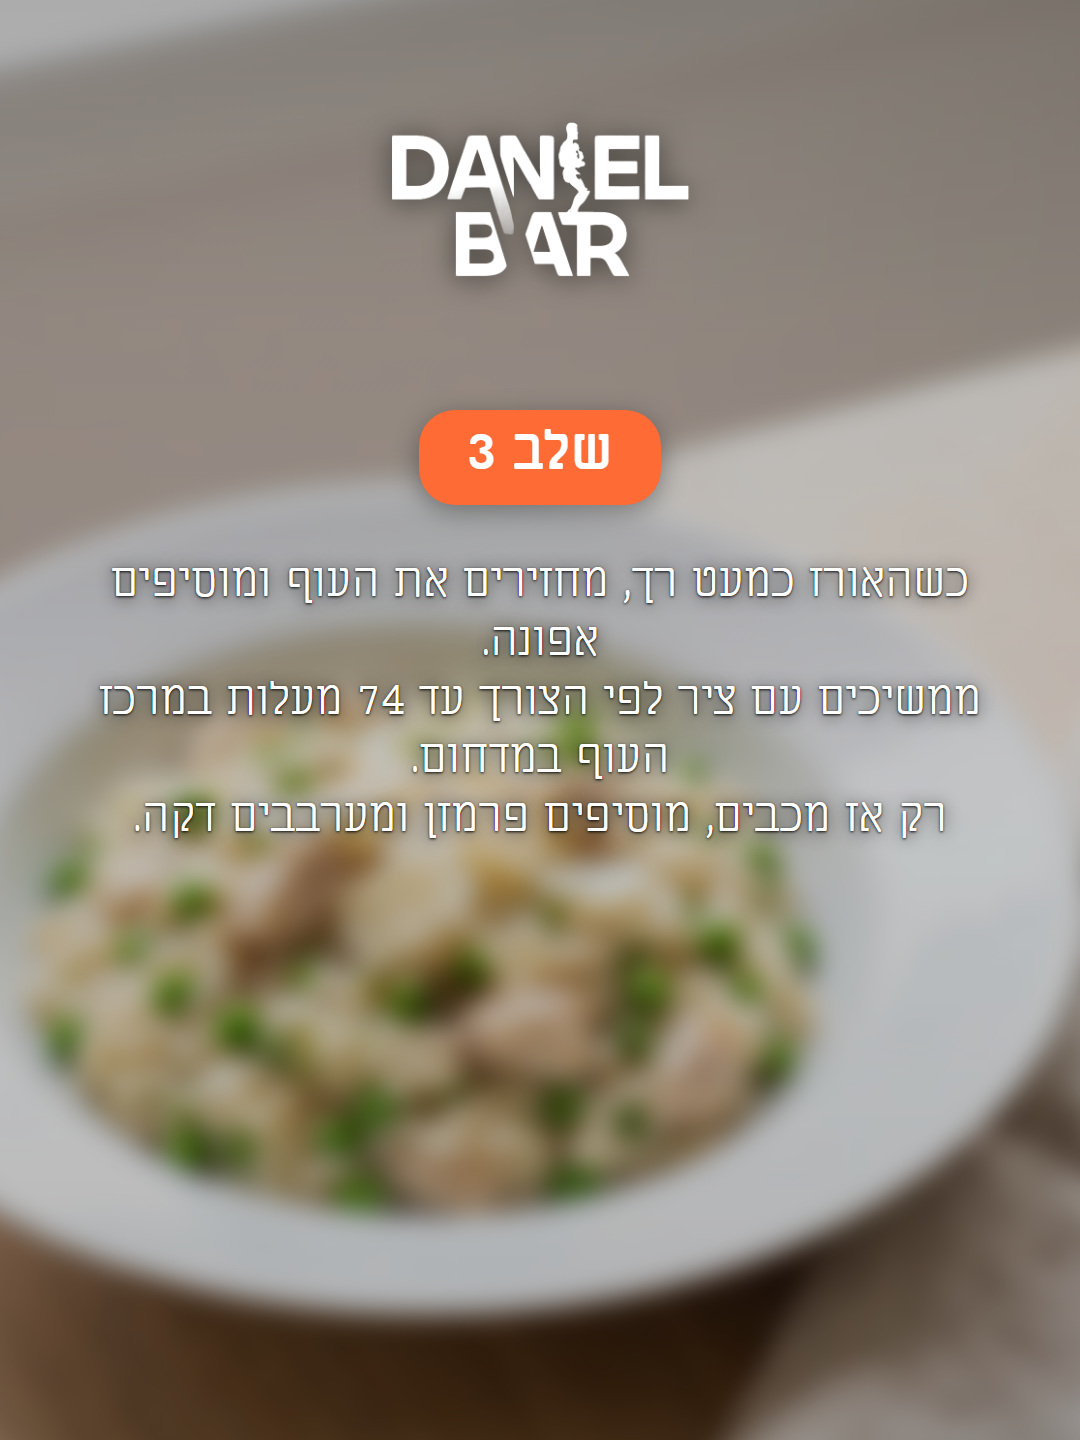 DANIEL
BAR
שלב 3
כשהאורז כמעט רך, מחזירים את העוף ומוסיפים
אפונה.
ממשיכים עם ציר לפי הצורך עד 74 מעלות במרכז
העוף במדחום.
רק אז מכבים, מוסיפים פרמזן ומערבבים דקה.